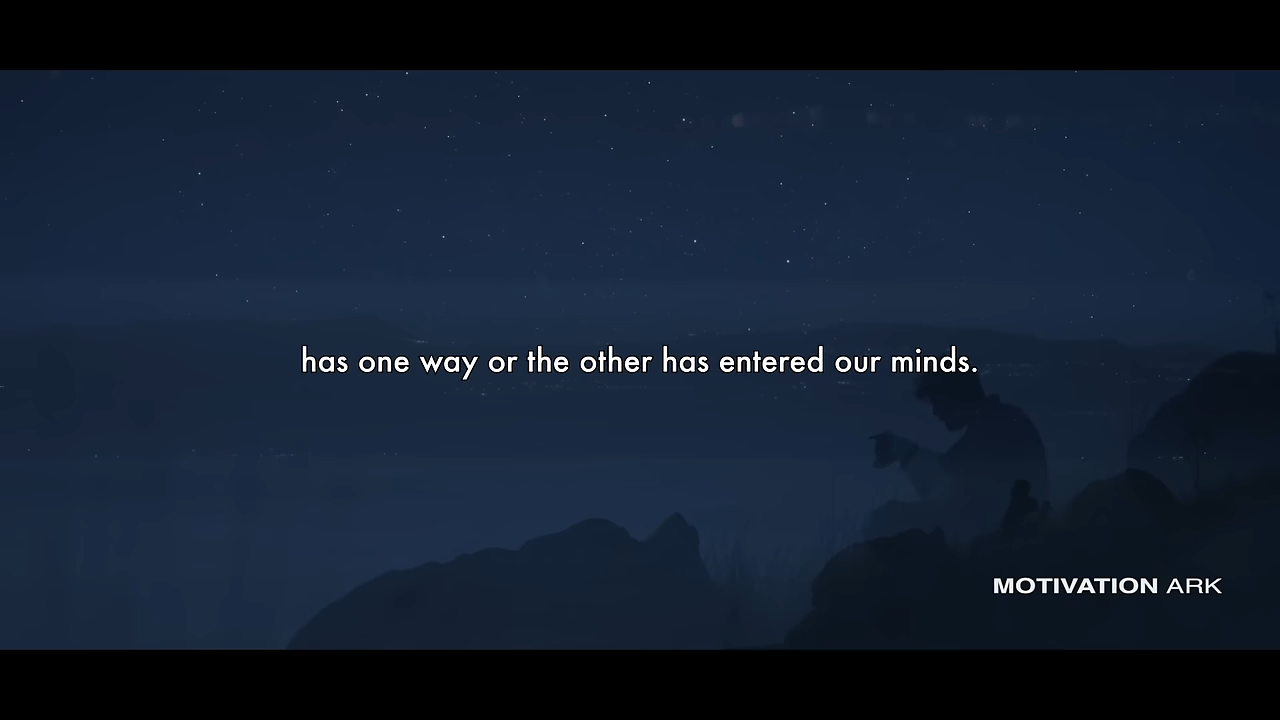 has one way or the other has entered our minds.
MOTIVATION ARK